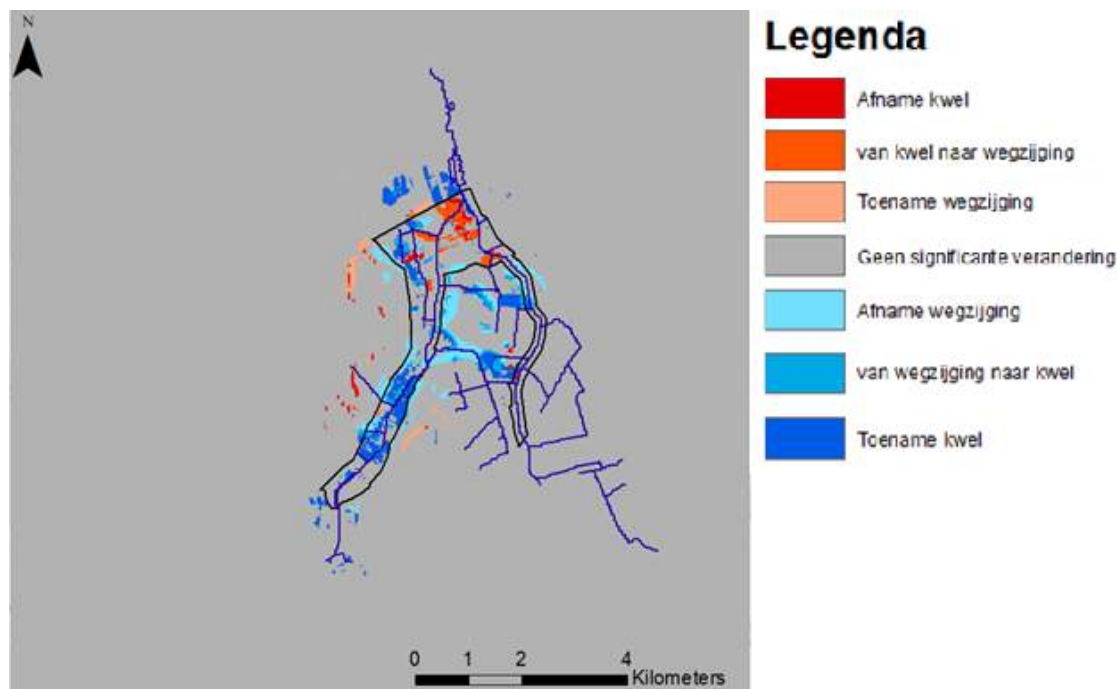 N
Legenda
Afname kwel
van kwel naar wegzijging
Toename wegzijging
Geen significante verandering
Afname wegzijging
van wegzijging naar kwel
Toename kwel
0 1 2 4
Kilometers